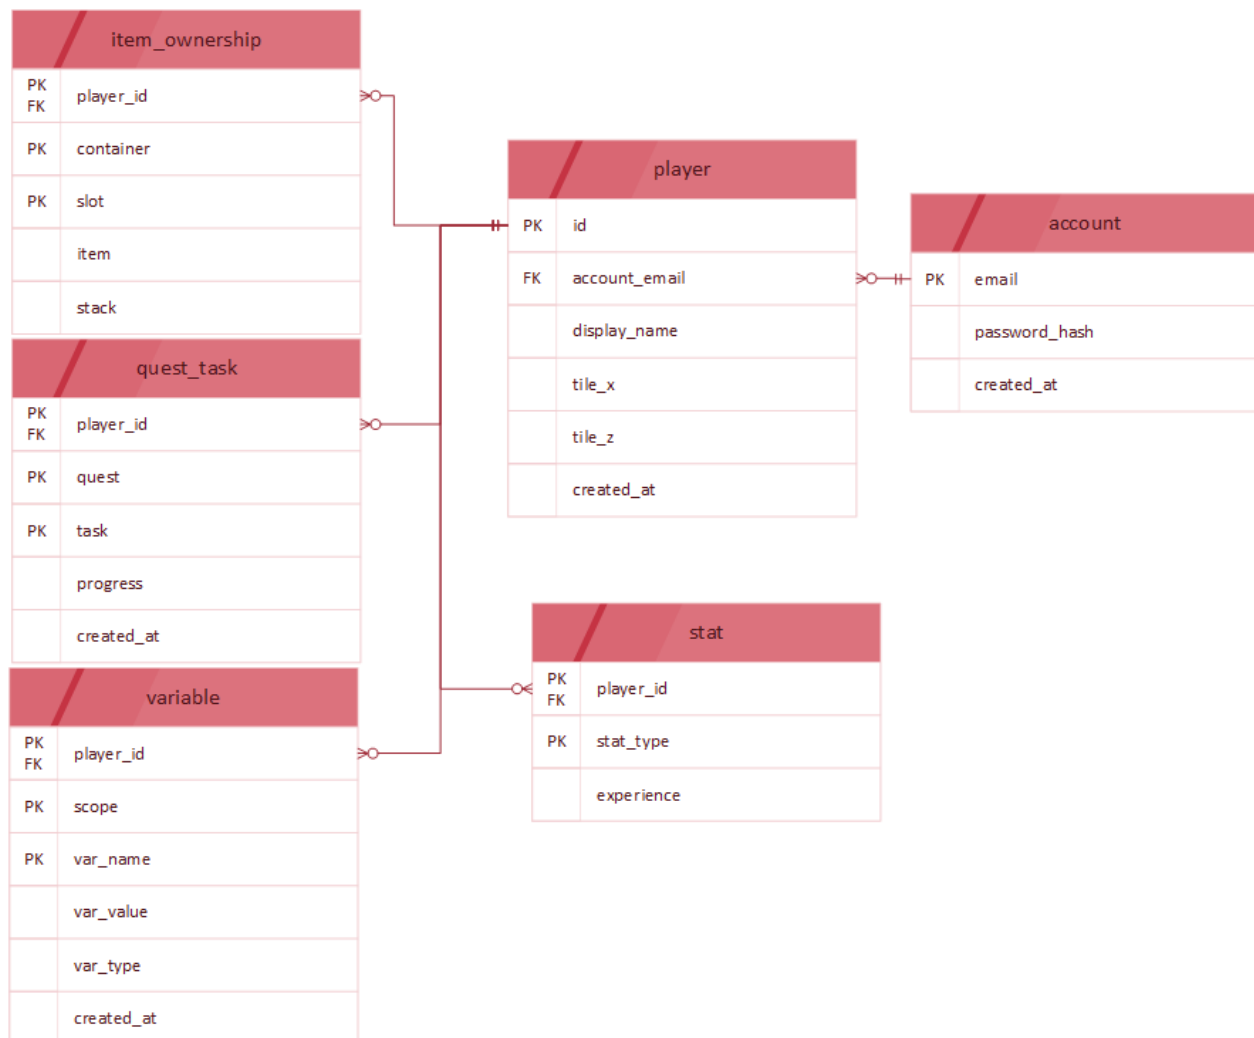 item_ownership
PK
FK
player_id
PK container
PK slot
item
stack
quest_task
PK
FK
player_id
PK quest
PK task
progress
created_at
variable
PK
FK
player_id
PK scope
PK var_name
var_value
var_type
created_at
player
PK id
FK account_email
display_name
tile_x
tile_z
created_at
stat
PK
FK
player_id
PK stat_type
experience
account
PK email
password_hash
created_at